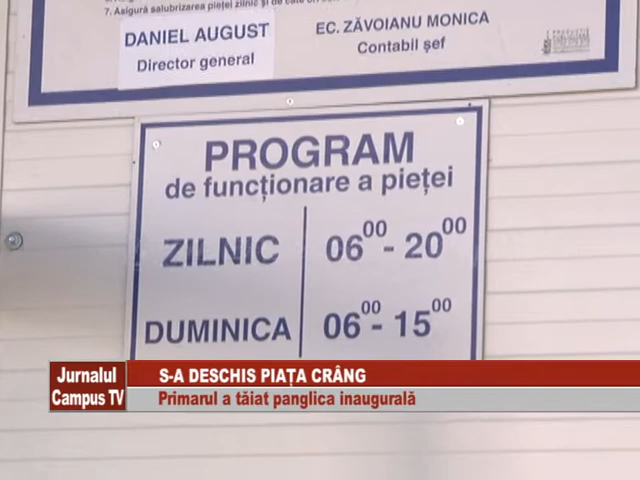 7. Asigură salubrizarea pieței zilnic și de câte ori
DANIEL AUGUST
Director general
EC. ZĂVOIANU MONICA
Contabil șef
PROGRAM
de funcționare a pieței
ZILNIC 06⁰⁰ - 20⁰⁰
DUMINICA 06⁰⁰ - 15⁰⁰
Jurnalul
Campus TV
S-A DESCHIS PIAȚA CRÂNG
Primarul a tăiat panglica inaugurală